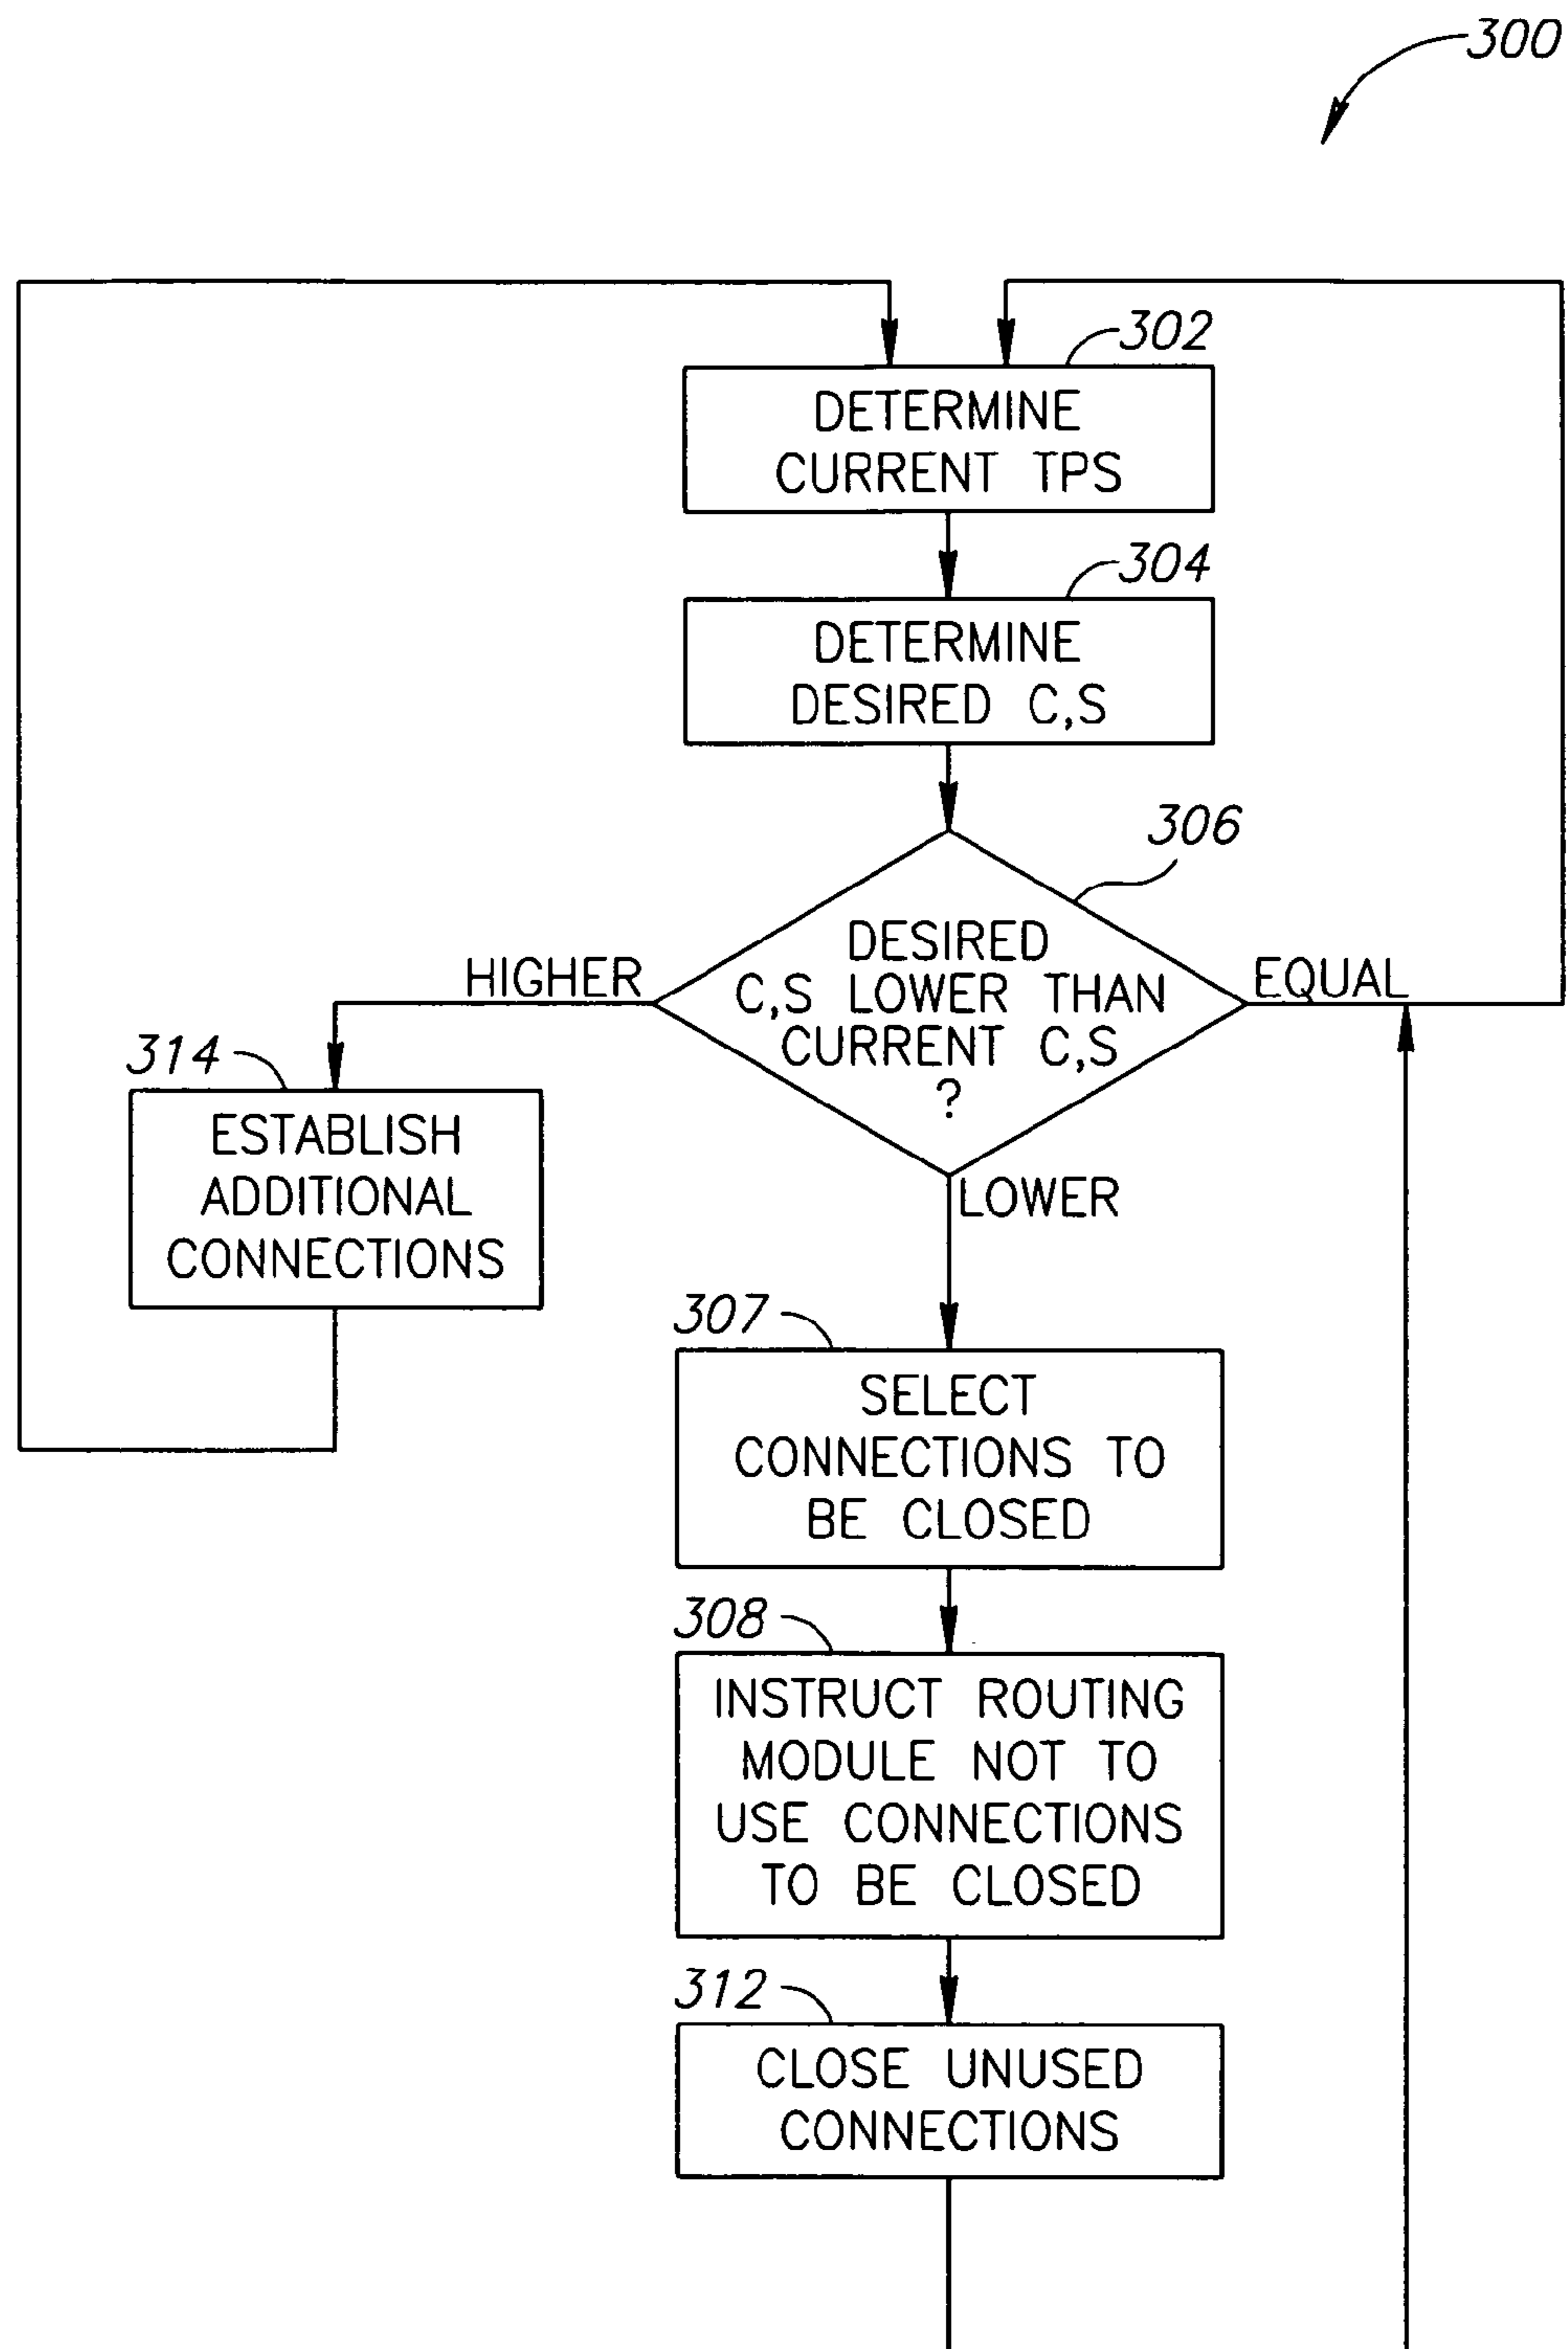 300
302
DETERMINE
CURRENT TPS
304
DETERMINE
DESIRED C,S
306
DESIRED
C,S LOWER THAN
CURRENT C,S
?
HIGHER
EQUAL
LOWER
314
ESTABLISH
ADDITIONAL
CONNECTIONS
307
SELECT
CONNECTIONS TO
BE CLOSED
308
INSTRUCT ROUTING
MODULE NOT TO
USE CONNECTIONS
TO BE CLOSED
312
CLOSE UNUSED
CONNECTIONS